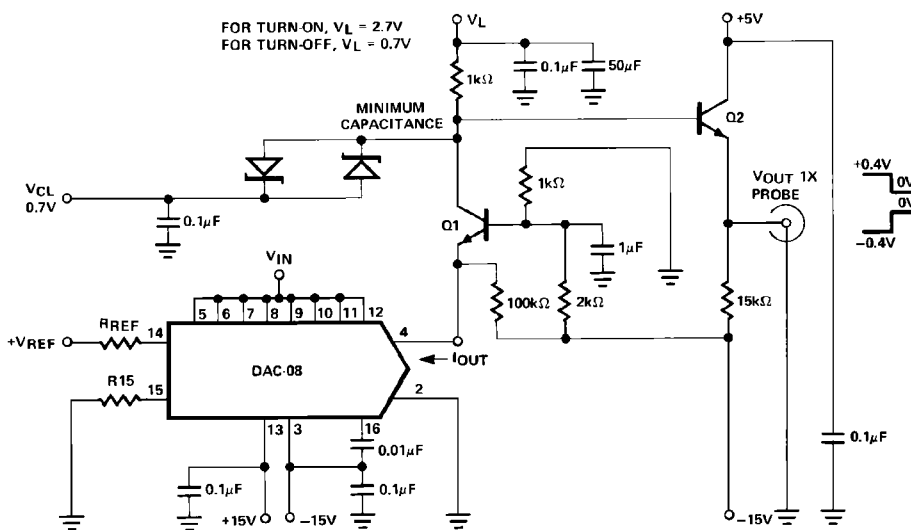 FOR TURN-ON, VL = 2.7V
FOR TURN-OFF, VL = 0.7V
VL
+5V
1kΩ
0.1μF
50μF
MINIMUM
CAPACITANCE
Q2
VCL
0.7V
0.1μF
Q1
1kΩ
1μF
VOUT 1X
PROBE
+0.4V
0V
0V
-0.4V
VIN
100kΩ
2kΩ
15kΩ
5 6 7 8 9 10 11 12
+VREF
RREF
14
4
IOUT
DAC-08
R15
15
2
13 3 16
0.01μF
0.1μF
0.1μF
0.1μF
+15V
-15V
-15V